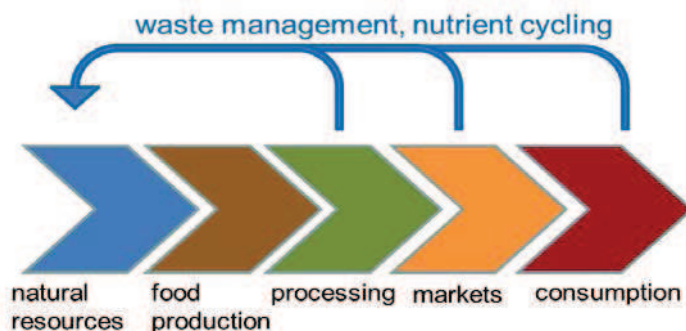 waste management, nutrient cycling
natural resources
food production
processing
markets
consumption